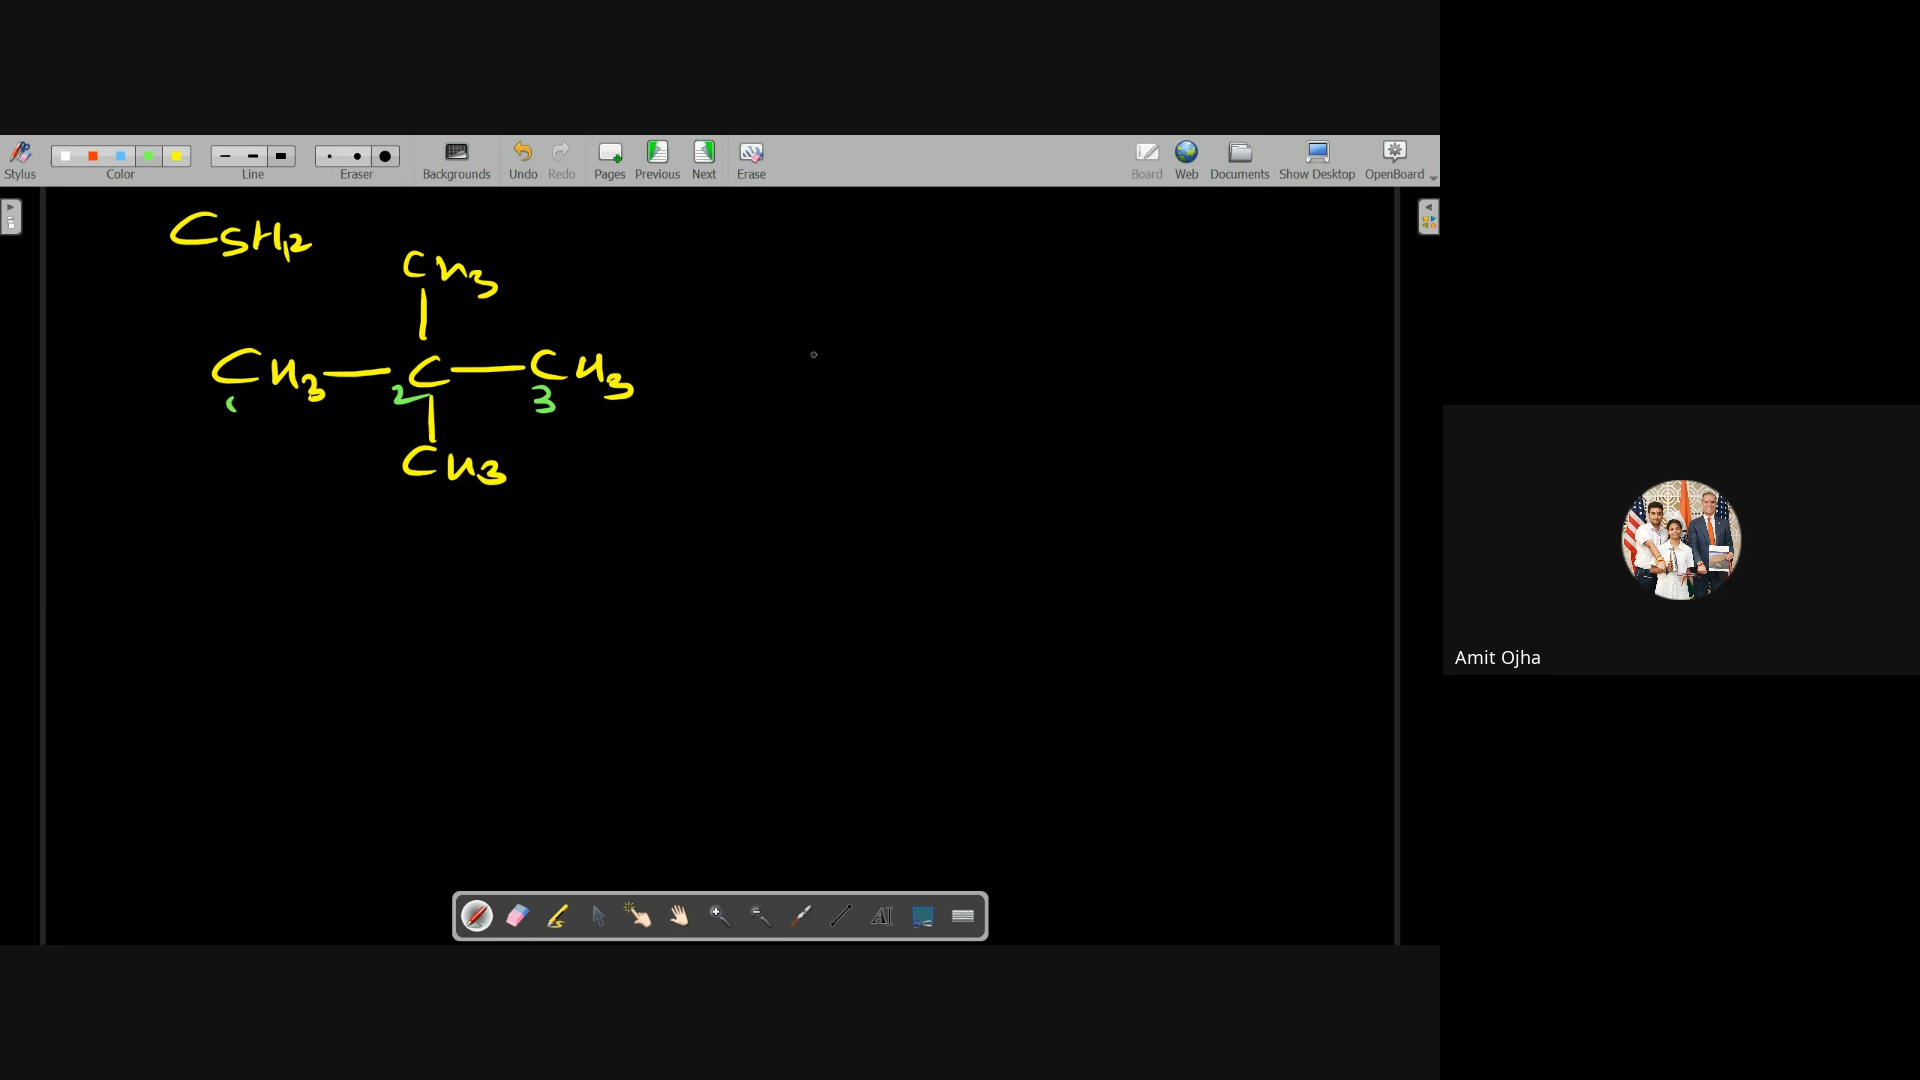 Stylus Color Line Eraser Backgrounds Undo Redo Pages Previous Next Erase Board Web Documents Show Desktop OpenBoard
C5H12
CH3
CH3—C—CH3
1 2 3
CH3
Amit Ojha